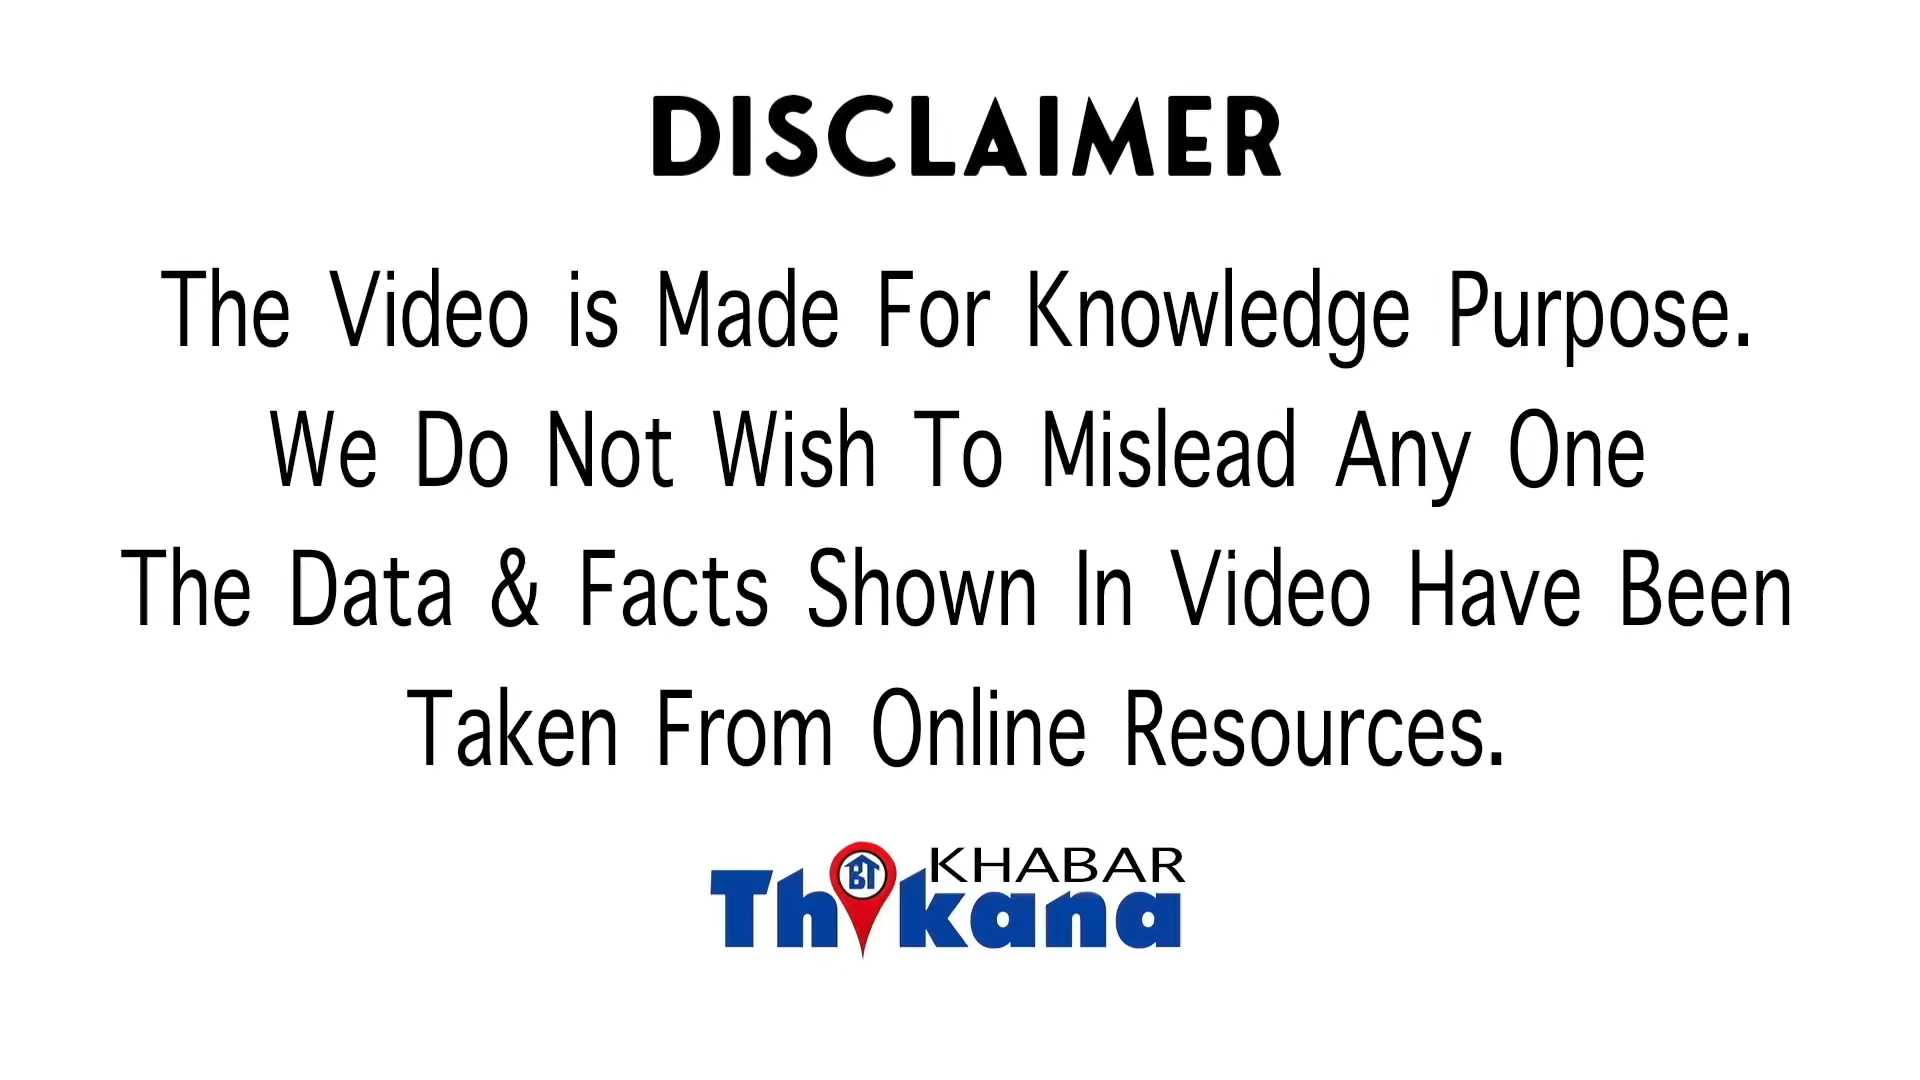 DISCLAIMER
The Video is Made For Knowledge Purpose.
We Do Not Wish To Mislead Any One
The Data & Facts Shown In Video Have Been
Taken From Online Resources.
KHABAR
BT
Thikana